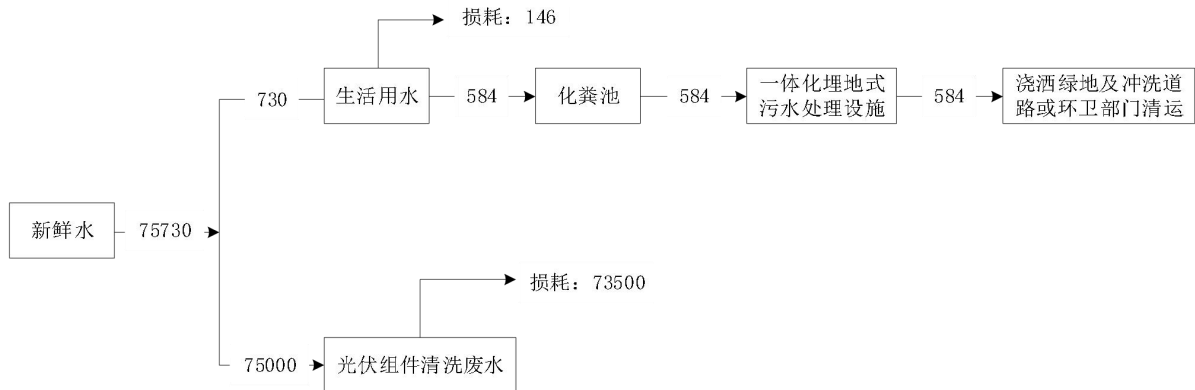 损耗：146
730
生活用水
584
化粪池
584
一体化埋地式
污水处理设施
584
浇洒绿地及冲洗道
路或环卫部门清运
新鲜水
75730
损耗：73500
75000
光伏组件清洗废水